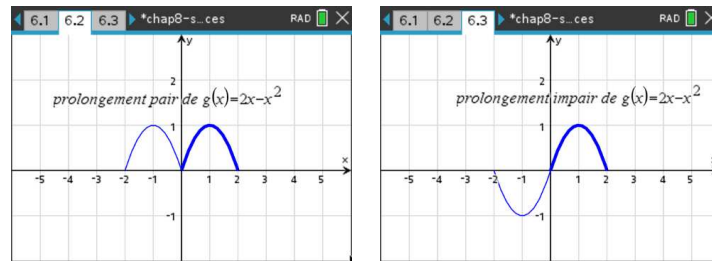 6.1 6.2 6.3 *chap8-s...ces RAD
y
2
prolongement pair de g(x)=2x-x²
1
x
-5 -4 -3 -2 -1 1 2 3 4 5
-1
6.1 6.2 6.3 *chap8-s...ces RAD
y
2
prolongement impair de g(x)=2x-x²
1
x
-5 -4 -3 -2 -1 1 2 3 4 5
-1